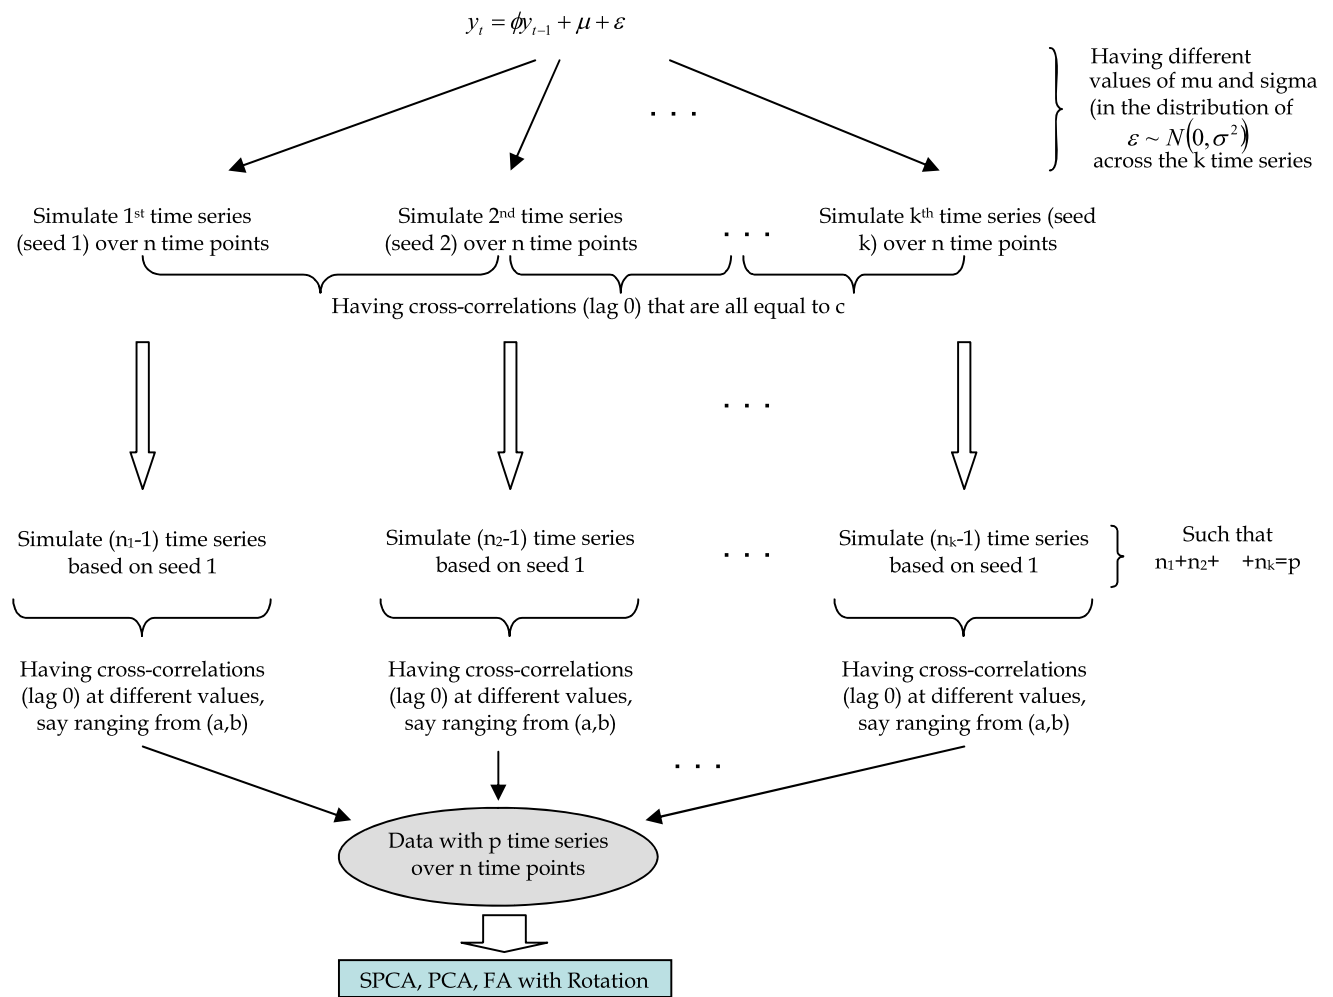 yₜ = ϕyₜ₋₁ + μ + ε
Having different
values of mu and sigma
(in the distribution of
ε ~ N(0, σ²)
across the k time series
. . .
Simulate 1ˢᵗ time series
(seed 1) over n time points
Simulate 2ⁿᵈ time series
(seed 2) over n time points
. . .
Simulate kᵗʰ time series (seed
k) over n time points
Having cross-correlations (lag 0) that are all equal to c
. . .
Simulate (n₁-1) time series
based on seed 1
Simulate (n₂-1) time series
based on seed 1
. . .
Simulate (nₖ-1) time series
based on seed 1
Such that
n₁+n₂+ +nₖ=p
Having cross-correlations
(lag 0) at different values,
say ranging from (a,b)
Having cross-correlations
(lag 0) at different values,
say ranging from (a,b)
Having cross-correlations
(lag 0) at different values,
say ranging from (a,b)
. . .
Data with p time series
over n time points
SPCA, PCA, FA with Rotation